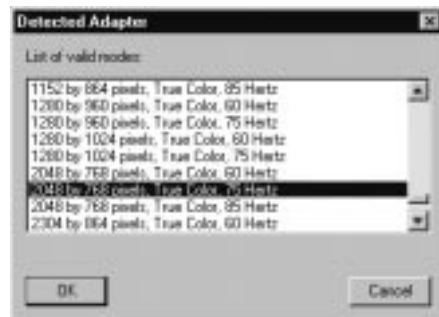 Detected Adapter
List of valid modes:
1152 by 864 pixels, True Color, 85 Hertz
1280 by 960 pixels, True Color, 60 Hertz
1280 by 960 pixels, True Color, 75 Hertz
1280 by 1024 pixels, True Color, 60 Hertz
1280 by 1024 pixels, True Color, 75 Hertz
2048 by 768 pixels, True Color, 60 Hertz
2048 by 768 pixels, True Color, 75 Hertz
2048 by 768 pixels, True Color, 85 Hertz
2304 by 864 pixels, True Color, 60 Hertz
OK
Cancel